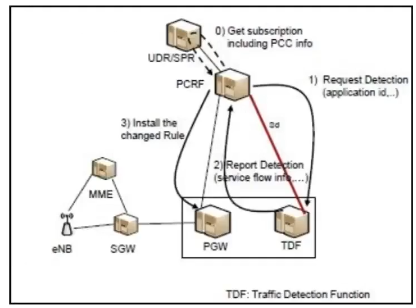 0) Get subscription
including PCC info
UDR/SPR
PCRF
1) Request Detection
(application id,..)
3) Install the
changed Rule
Sd
2) Report Detection
(service flow info,....)
MME
eNB
SGW
PGW
TDF
TDF: Traffic Detection Function